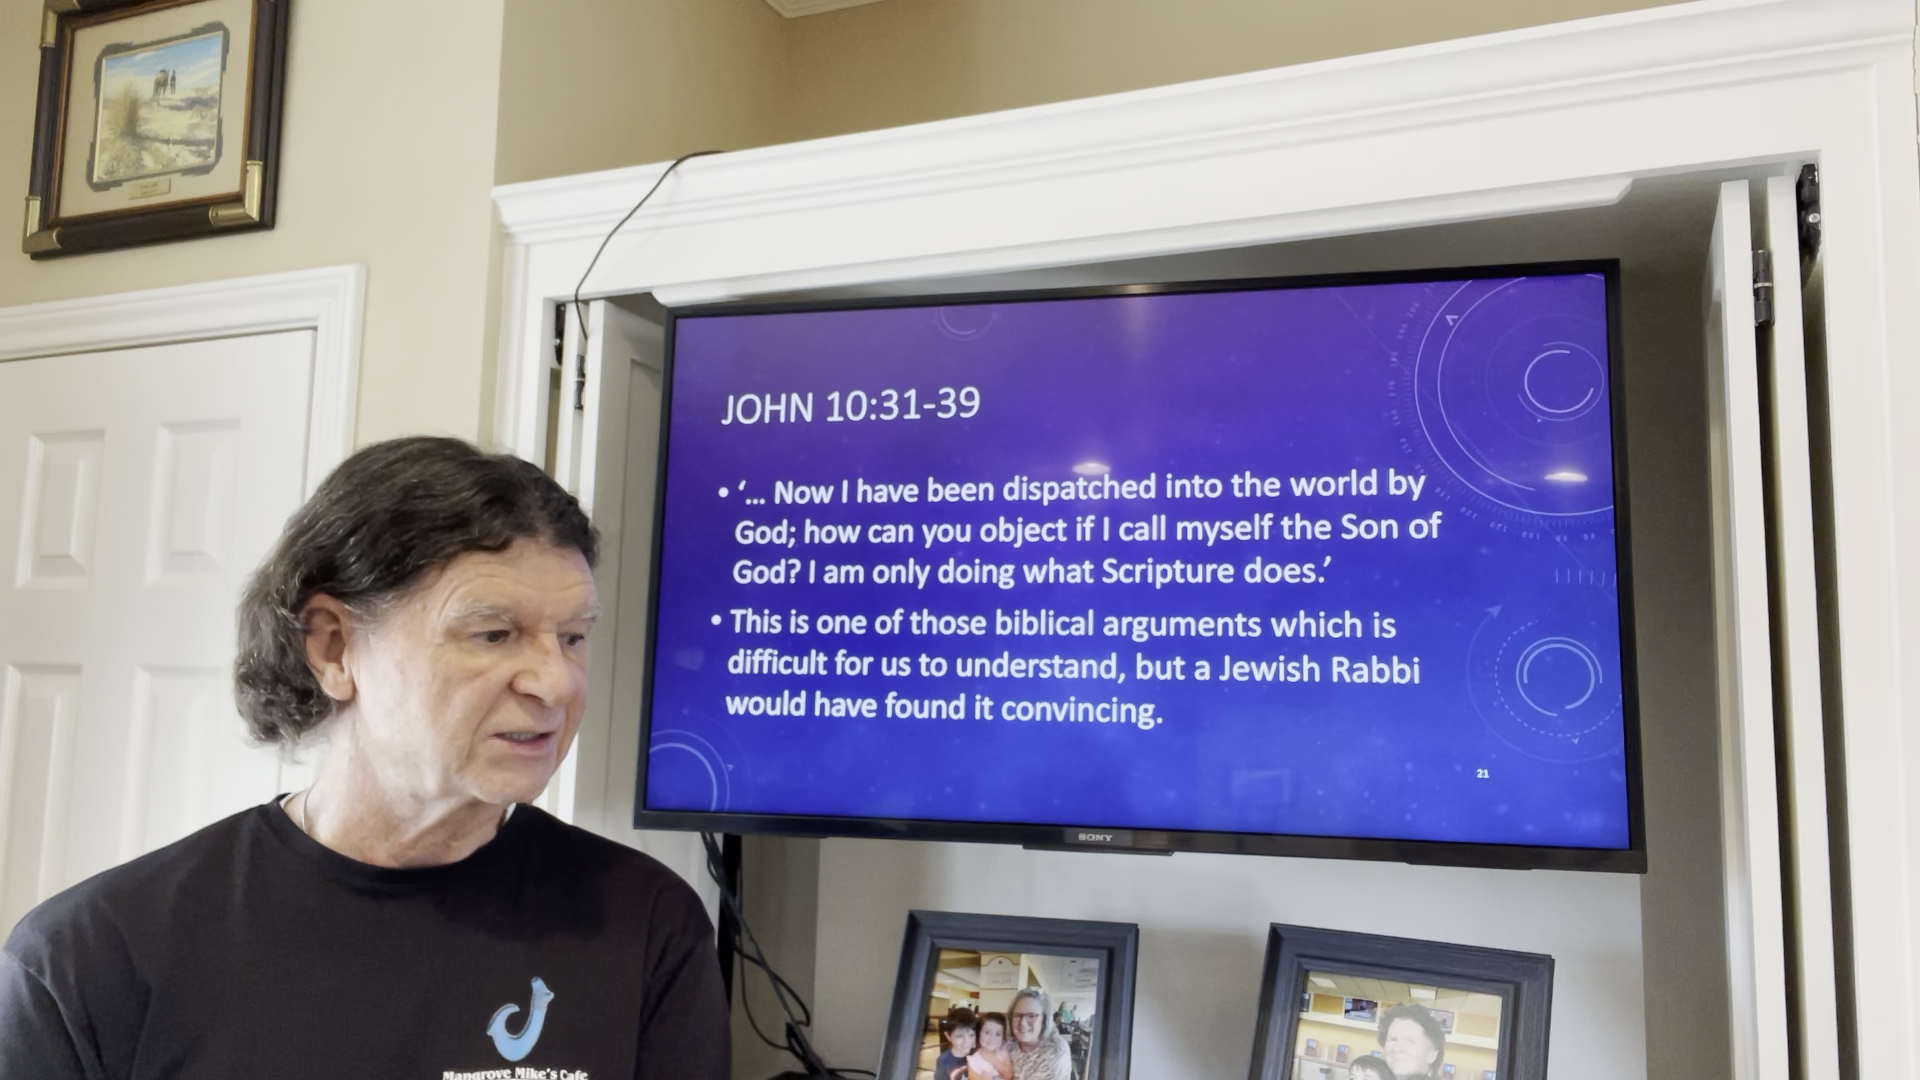 JOHN 10:31-39
• ‘... Now I have been dispatched into the world by
God; how can you object if I call myself the Son of
God? I am only doing what Scripture does.’
• This is one of those biblical arguments which is
difficult for us to understand, but a Jewish Rabbi
would have found it convincing.
21
SONY
Mangrove Mike's Cafe